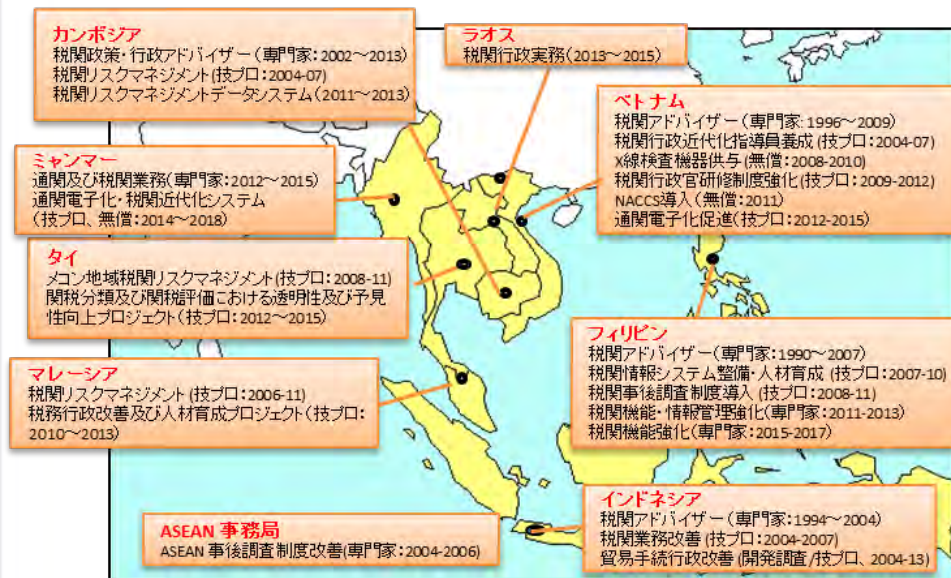 カンボジア
税関政策・行政アドバイザー(専門家:2002～2013)
税関リスクマネジメント(技プロ:2004-07)
税関リスクマネジメントデータシステム(2011～2013)
ラオス
税関行政実務(2013～2015)
ベトナム
税関アドバイザー(専門家:1996～2009)
税関行政近代化指導員養成(技プロ:2004-07)
X線検査機器供与(無償:2008-2010)
税関行政官研修制度強化(技プロ:2009-2012)
NACCS導入(無償:2011)
通関電子化促進(技プロ:2012-2015)
ミャンマー
通関及び税関業務(専門家:2012～2015)
通関電子化・税関近代化システム
(技プロ、無償:2014～2018)
タイ
メコン地域税関リスクマネジメント(技プロ:2008-11)
関税分類及び関税評価における透明性及び予見
性向上プロジェクト(技プロ:2012～2015)
マレーシア
税関リスクマネジメント(技プロ:2006-11)
税務行政改善及び人材育成プロジェクト(技プロ:
2010～2013)
フィリピン
税関アドバイザー(専門家:1990～2007)
税関情報システム整備・人材育成(技プロ:2007-10)
税関事後調査制度導入(技プロ:2008-11)
税関機能・情報管理強化(専門家:2011-2013)
税関機能強化(専門家:2015-2017)
ASEAN 事務局
ASEAN 事後調査制度改善(専門家:2004-2006)
インドネシア
税関アドバイザー(専門家:1994～2004)
税関業務改善(技プロ:2004-2007)
貿易手続行政改善(開発調査/技プロ、2004-13)